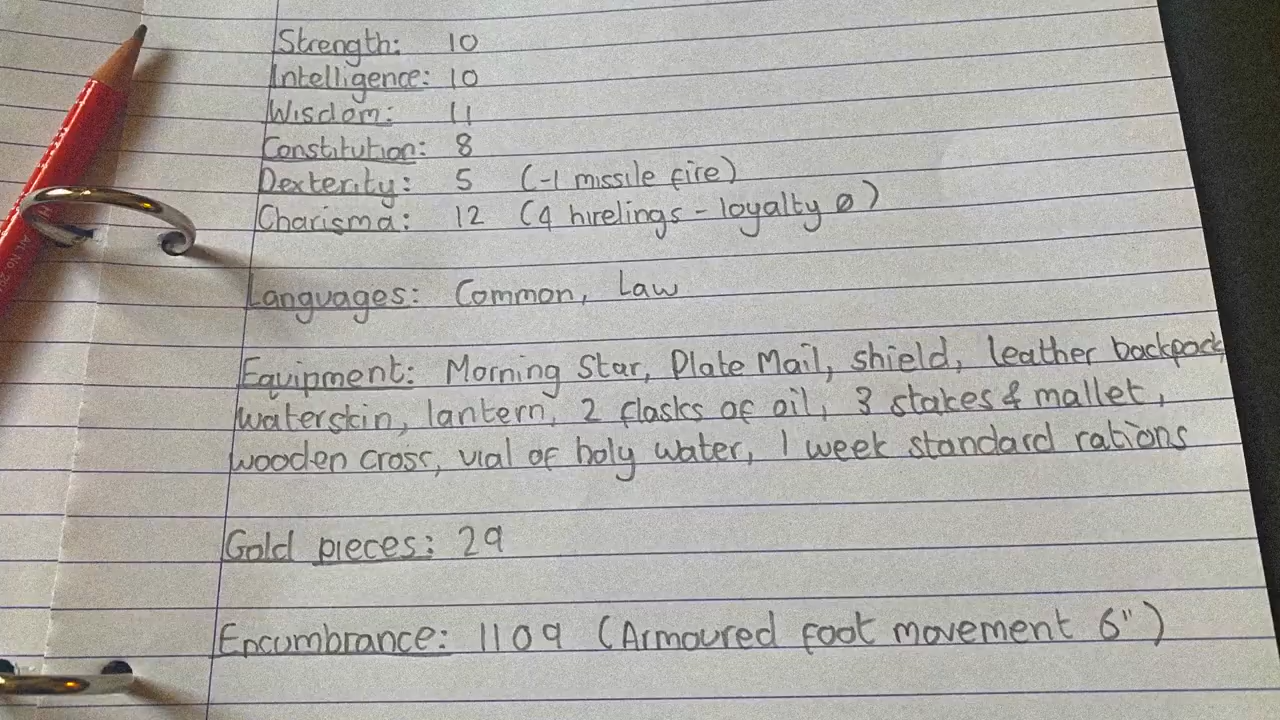 Strength: 10
Intelligence: 10
Wisdom: 11
Constitution: 8
Dexterity: 5 (-1 missile fire)
Charisma: 12 (4 hirelings - loyalty 0)
Languages: Common, Law
Equipment: Morning Star, Plate Mail, shield, leather backpack
waterskin, lantern, 2 flasks of oil, 3 stakes & mallet,
wooden cross, vial of holy water, 1 week standard rations
Gold pieces: 29
Encumbrance: 1109 (Armoured foot movement 6")